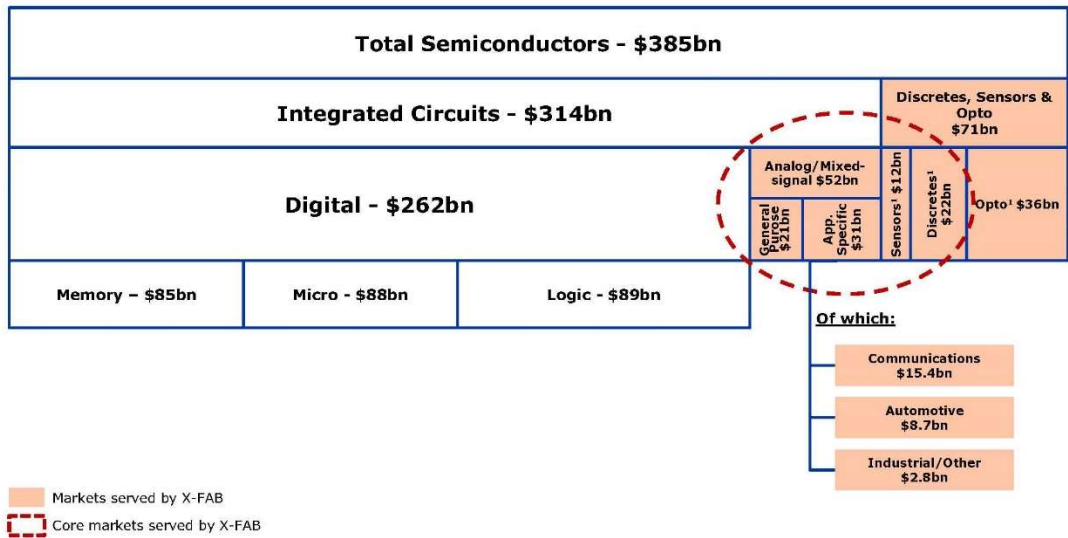 Total Semiconductors - $385bn
Integrated Circuits - $314bn
Discretes, Sensors &
Opto
$71bn
Digital - $262bn
Analog/Mixed-
signal $52bn
General
Purose
$21bn
App.
Specific
$31bn
Sensors¹ $12bn
Discretes¹
$22bn
Opto¹ $36bn
Memory – $85bn
Micro - $88bn
Logic - $89bn
Of which:
Communications
$15.4bn
Automotive
$8.7bn
Industrial/Other
$2.8bn
Markets served by X-FAB
Core markets served by X-FAB